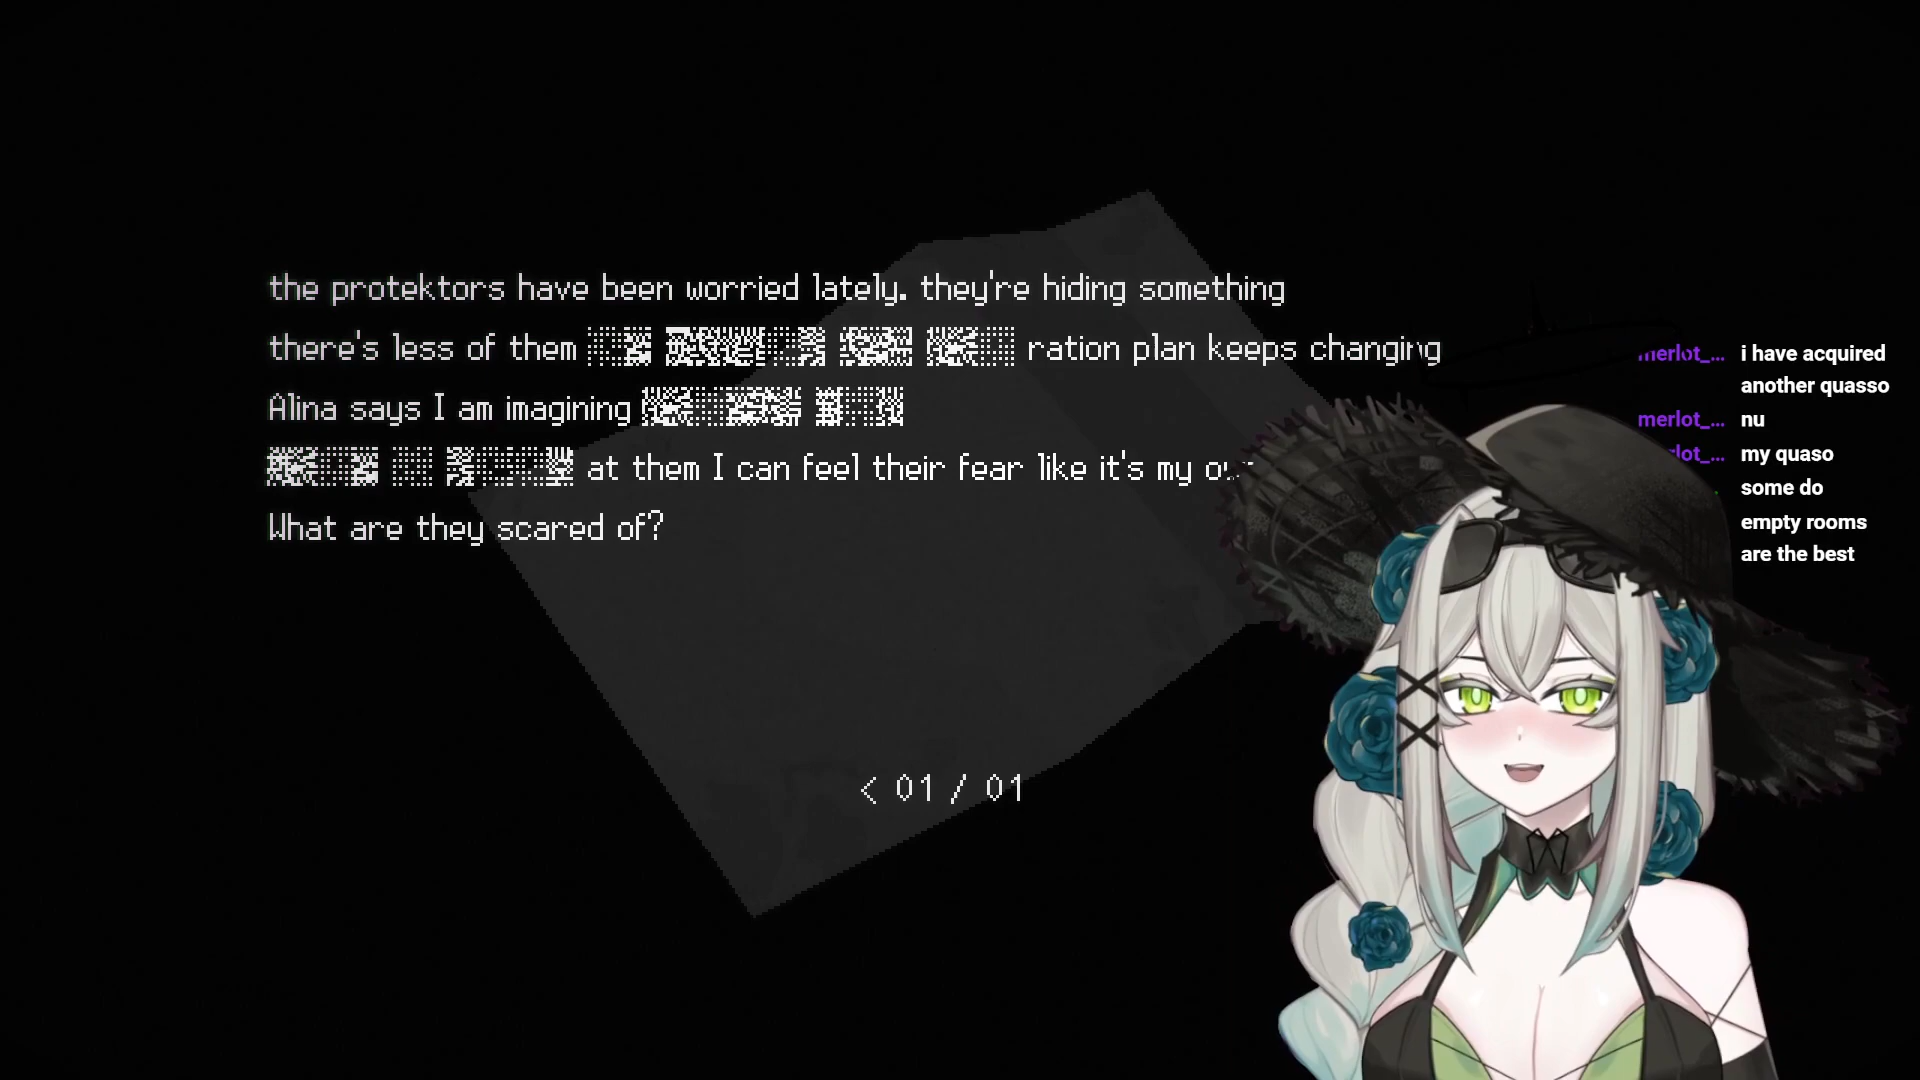 the protektors have been worried lately. they're hiding something
there's less of them ration plan keeps changing
Alina says I am imagining
at them I can feel their fear like it's my
What are they scared of?
< 01 / 01
merlot_... i have acquired
another quasso
merlot_... nu
my quaso
some do
empty rooms
are the best